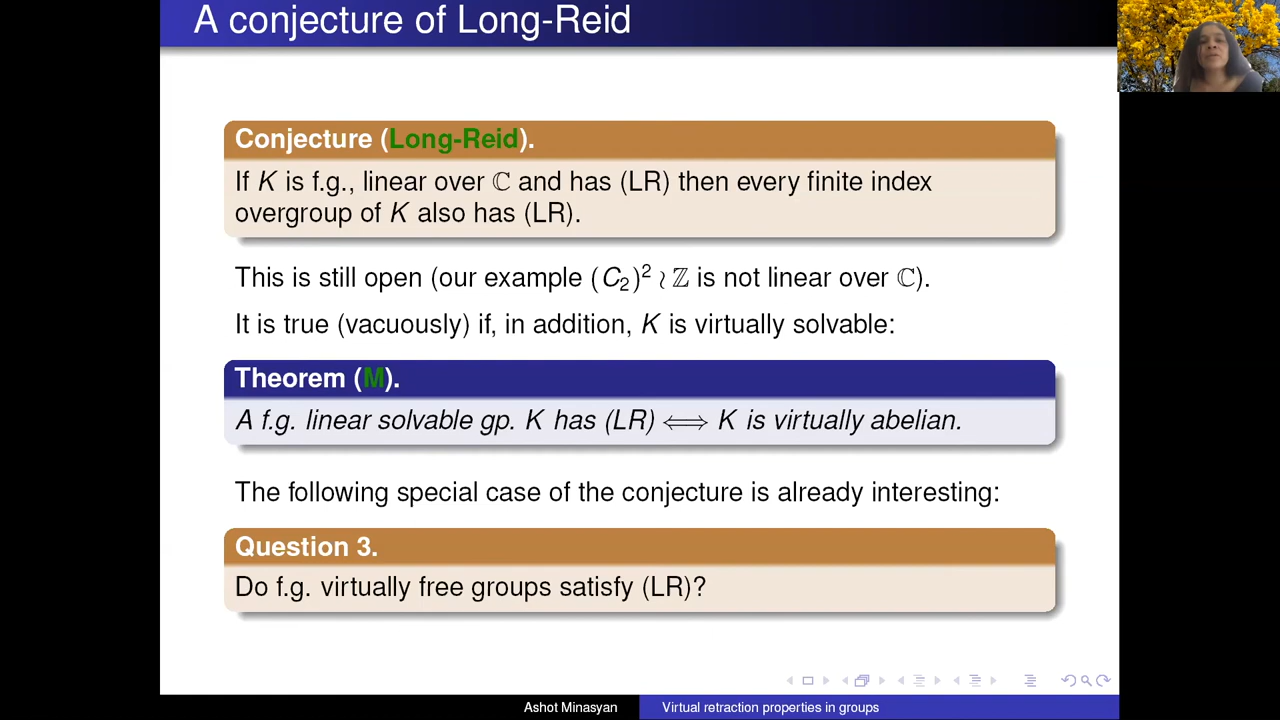 A conjecture of Long-Reid
Conjecture (Long-Reid).
If K is f.g., linear over ℂ and has (LR) then every finite index
overgroup of K also has (LR).
This is still open (our example (C₂)² ≀ ℤ is not linear over ℂ).
It is true (vacuously) if, in addition, K is virtually solvable:
Theorem (M).
A f.g. linear solvable gp. K has (LR) ⟺ K is virtually abelian.
The following special case of the conjecture is already interesting:
Question 3.
Do f.g. virtually free groups satisfy (LR)?
Ashot Minasyan
Virtual retraction properties in groups